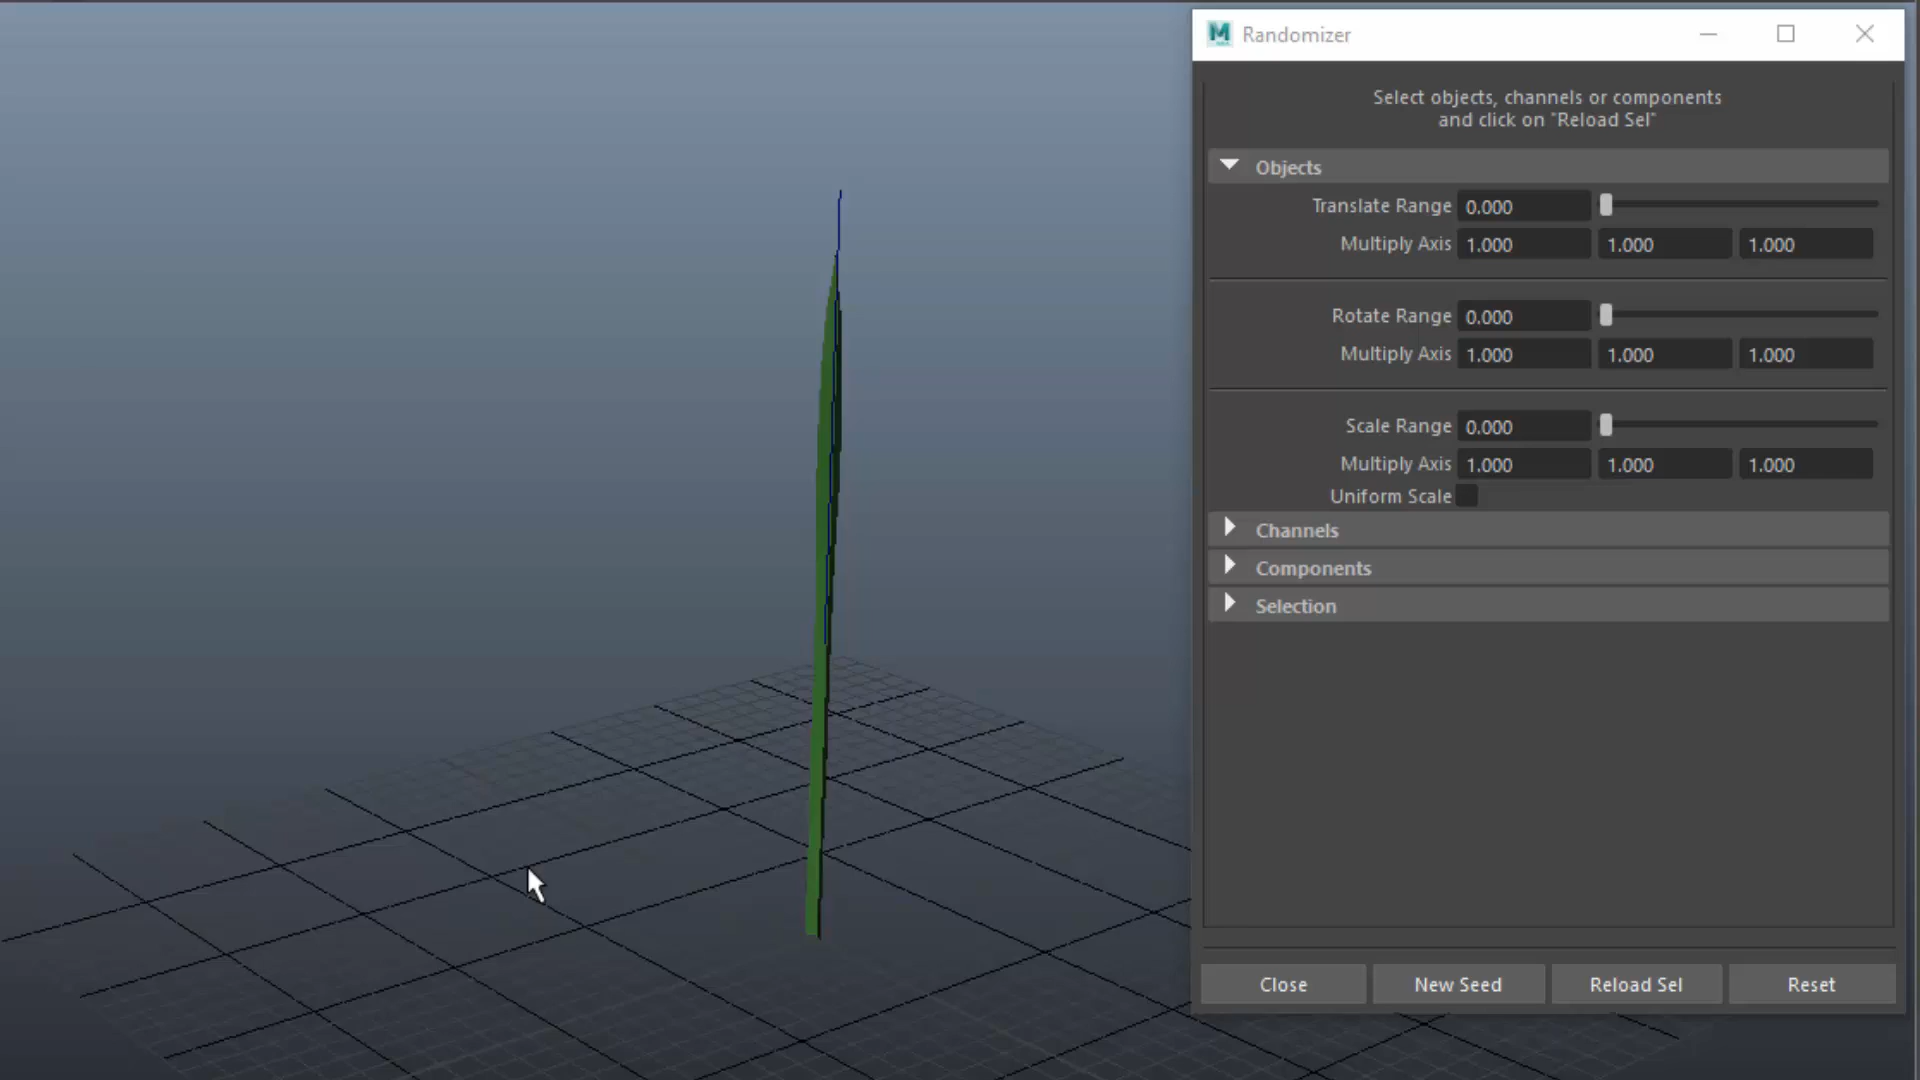 Randomizer
Select objects, channels or components
and click on "Reload Sel"
Objects
Translate Range 0.000
Multiply Axis 1.000 1.000 1.000
Rotate Range 0.000
Multiply Axis 1.000 1.000 1.000
Scale Range 0.000
Multiply Axis 1.000 1.000 1.000
Uniform Scale
Channels
Components
Selection
Close New Seed Reload Sel Reset